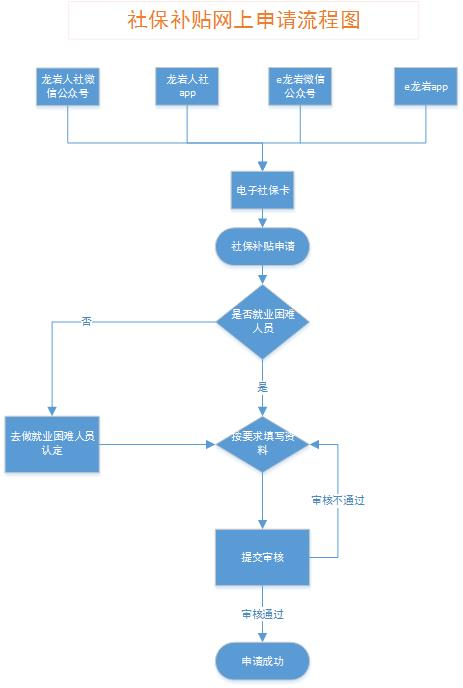 社保补贴网上申请流程图
龙岩人社微
信公众号
龙岩人社
app
e龙岩微信
公众号
e龙岩app
电子社保卡
社保补贴申请
是否就业困难
人员
否
是
去做就业困难人员
认定
按要求填写资
料
审核不通过
提交审核
审核通过
申请成功